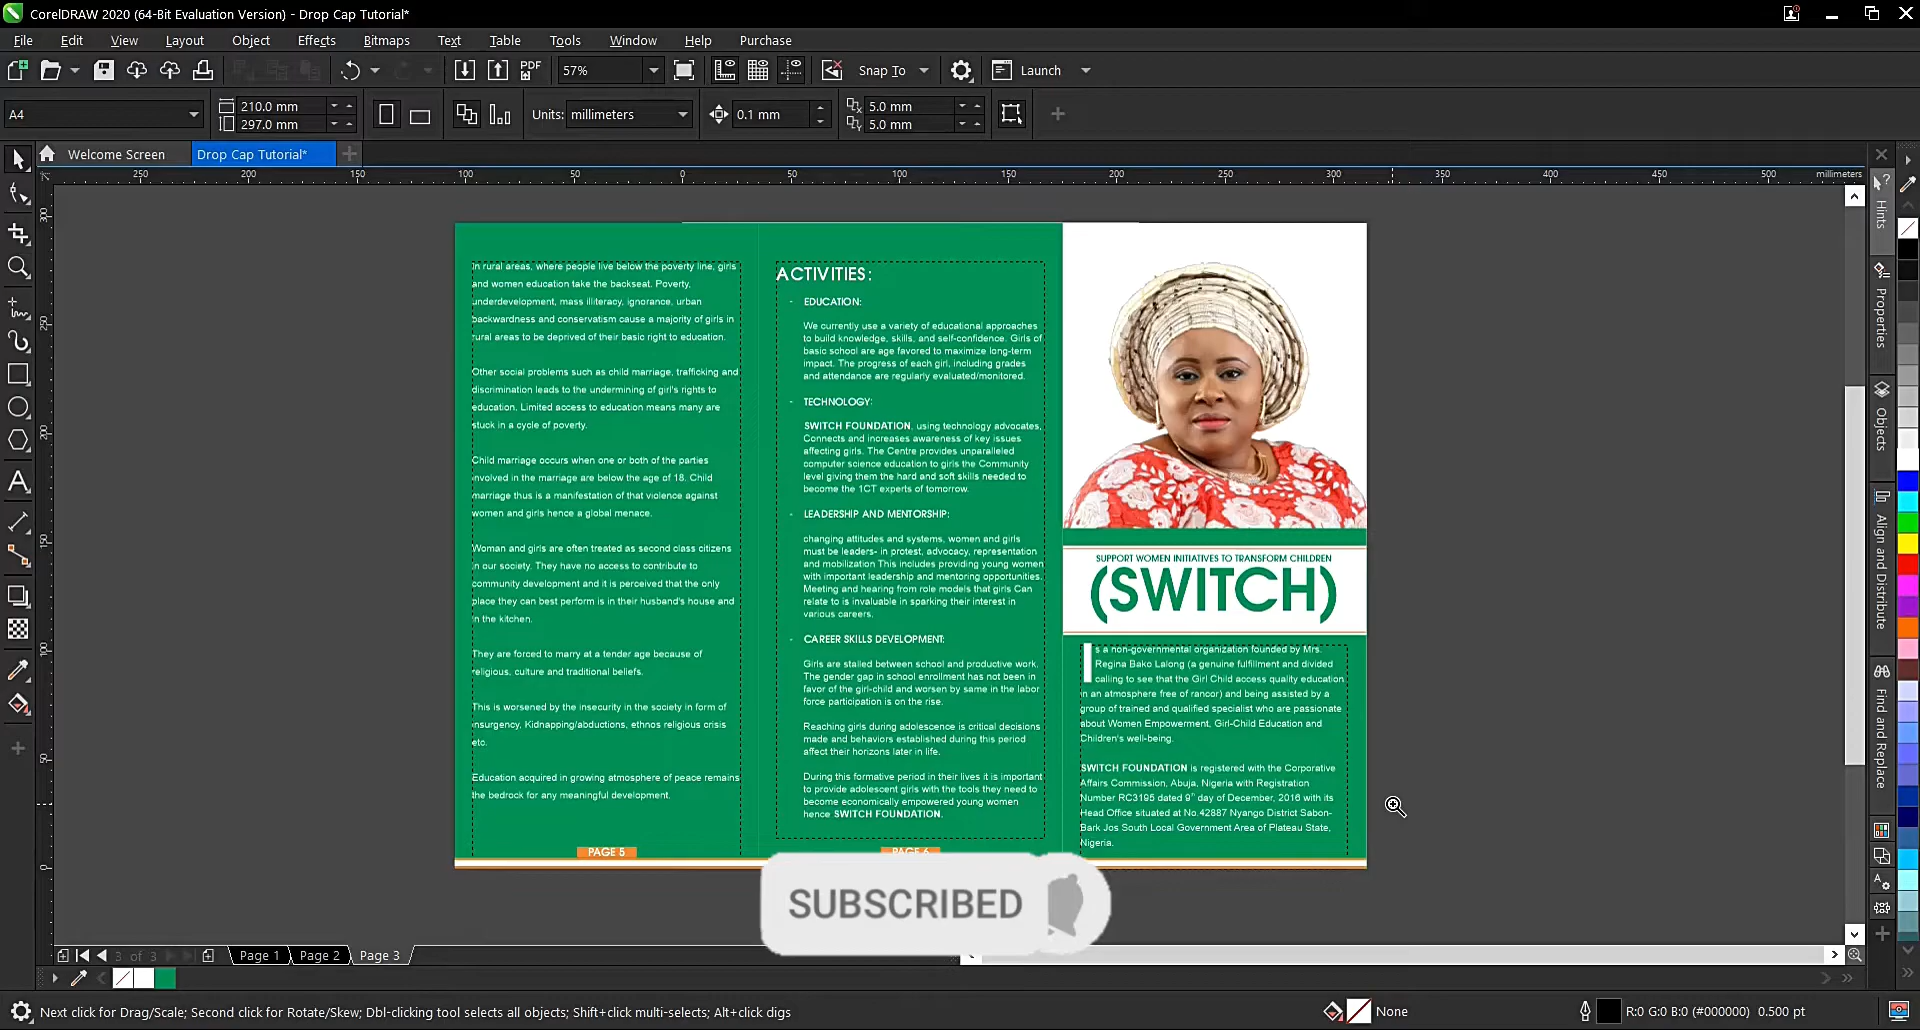 CorelDRAW 2020 (64-Bit Evaluation Version) - Drop Cap Tutorial*
File Edit View Layout Object Effects Bitmaps Text Table Tools Window Help Purchase
PDF 57% Snap To Launch
A4 210.0 mm 297.0 mm Units: millimeters 0.1 mm 5.0 mm 5.0 mm
Welcome Screen Drop Cap Tutorial*
250 200 150 100 50 0 50 100 150 200 250 300 350 400 450 500 millimeters
300
250
200
150
100
50
0
In rural areas, where people live below the poverty line, girls
and women education take the backseat. Poverty,
underdevelopment, mass illiteracy, ignorance, urban
backwardness and conservatism cause a majority of girls in
rural areas to be deprived of their basic right to education.
Other social problems such as child marriage, trafficking and
discrimination leads to the undermining of girl's rights to
education. Limited access to education means many are
stuck in a cycle of poverty.
Child marriage occurs when one or both of the parties
involved in the marriage are below the age of 18. Child
marriage thus is a manifestation of that violence against
women and girls hence a global menace.
Woman and girls are often treated as second class citizens
in our society. They have no access to contribute to
community development and it is perceived that the only
place they can best perform is in their husband's house and
in the kitchen.
They are forced to marry at a tender age because of
religious, culture and traditional beliefs.
This is worsened by the insecurity in the society in form of
insurgency, Kidnapping/abductions, ethnos religious crisis
etc.
Education acquired in growing atmosphere of peace remains
the bedrock for any meaningful development.
PAGE 5
ACTIVITIES:
- EDUCATION:
We currently use a variety of educational approaches
to build knowledge, skills, and self-confidence. Girls of
basic school are age favored to maximize long-term
impact. The progress of each girl, including grades
and attendance are regularly evaluated/monitored.
- TECHNOLOGY:
SWITCH FOUNDATION, using technology advocates,
Connects and increases awareness of key issues
affecting girls. The Centre provides unparalleled
computer science education to girls the Community
level giving them the hard and soft skills needed to
become the 1CT experts of tomorrow.
- LEADERSHIP AND MENTORSHIP:
changing attitudes and systems, women and girls
must be leaders- in protest, advocacy, representation
and mobilization This includes providing young women
with important leadership and mentoring opportunities.
Meeting and hearing from role models that girls Can
relate to is invaluable in sparking their interest in
various careers.
- CAREER SKILLS DEVELOPMENT:
Girls are stalled between school and productive work.
The gender gap in school enrollment has not been in
favor of the girl-child and worsen by same in the labor
force participation is on the rise.
Reaching girls during adolescence is critical decisions
made and behaviors established during this period
affect their horizons later in life.
During this formative period in their lives it is important
to provide adolescent girls with the tools they need to
become economically empowered young women
hence SWITCH FOUNDATION.
PAGE 6
SUPPORT WOMEN INITIATIVES TO TRANSFORM CHILDREN
(SWITCH)
Is a non-governmental organization founded by Mrs.
Regina Bako Lalong (a genuine fulfillment and divided
calling to see that the Girl Child access quality education
in an atmosphere free of rancor) and being assisted by a
group of trained and qualified specialist who are passionate
about Women Empowerment, Girl-Child Education and
Children's well-being.
SWITCH FOUNDATION is registered with the Corporative
Affairs Commission, Abuja, Nigeria with Registration
Number RC3195 dated 9th day of December, 2016 with its
Head Office situated at No.42887 Nyango District Sabon-
Bark Jos South Local Government Area of Plateau State,
Nigeria.
SUBSCRIBED
Hints
Properties
Objects
Align and Distribute
Find and Replace
3 of 3 Page 1 Page 2 Page 3
Next click for Drag/Scale; Second click for Rotate/Skew; Dbl-clicking tool selects all objects; Shift+click multi-selects; Alt+click digs
None R:0 G:0 B:0 (#000000) 0.500 pt